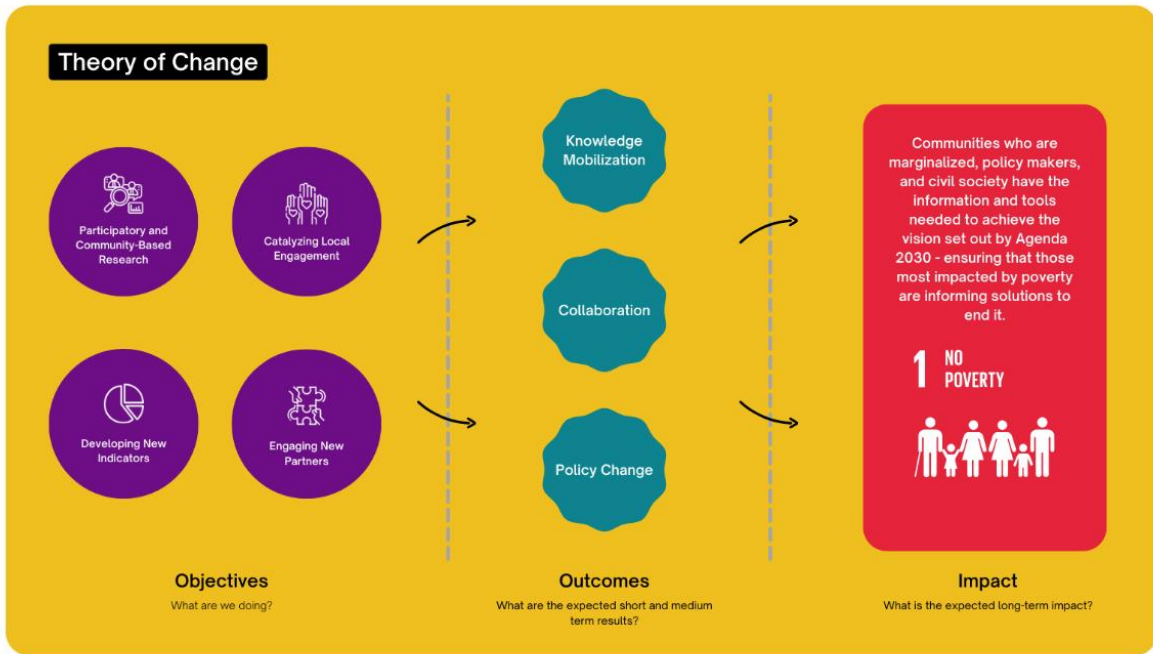 Theory of Change
Participatory and
Community-Based
Research
Catalyzing Local
Engagement
Developing New
Indicators
Engaging New
Partners
Objectives
What are we doing?
Knowledge
Mobilization
Collaboration
Policy Change
Outcomes
What are the expected short and medium
term results?
Communities who are
marginalized, policy makers,
and civil society have the
information and tools
needed to achieve the
vision set out by Agenda
2030 - ensuring that those
most impacted by poverty
are informing solutions to
end it.
1 NO
POVERTY
Impact
What is the expected long-term impact?